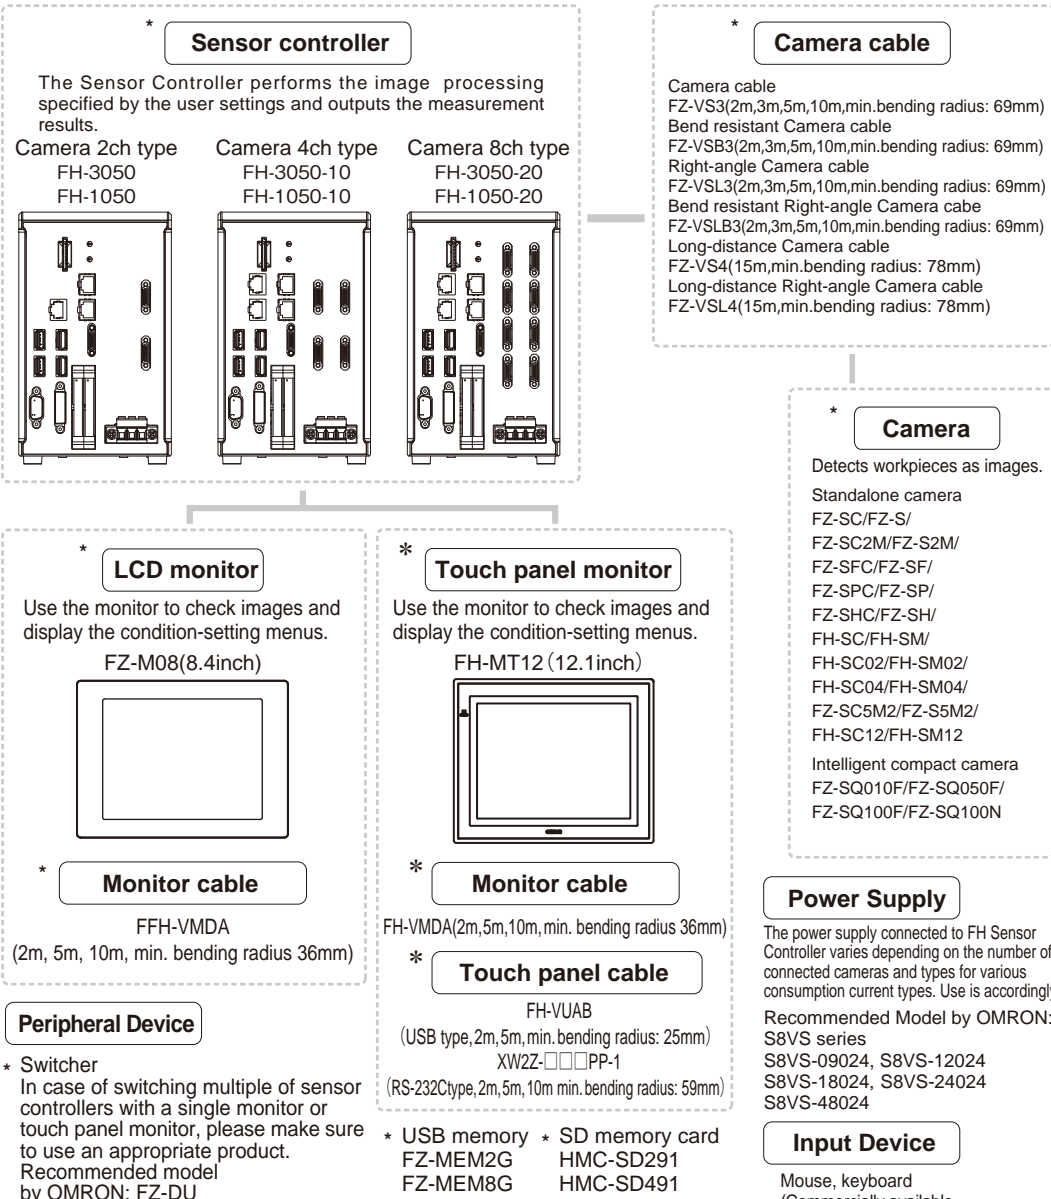 *
Sensor controller
The Sensor Controller performs the image processing
specified by the user settings and outputs the measurement
results.
Camera 2ch type
FH-3050
FH-1050
Camera 4ch type
FH-3050-10
FH-1050-10
Camera 8ch type
FH-3050-20
FH-1050-20
*
Camera cable
Camera cable
FZ-VS3(2m,3m,5m,10m,min.bending radius: 69mm)
Bend resistant Camera cable
FZ-VSB3(2m,3m,5m,10m,min.bending radius: 69mm)
Right-angle Camera cable
FZ-VSL3(2m,3m,5m,10m,min.bending radius: 69mm)
Bend resistant Right-angle Camera cabe
FZ-VSLB3(2m,3m,5m,10m,min.bending radius: 69mm)
Long-distance Camera cable
FZ-VS4(15m,min.bending radius: 78mm)
Long-distance Right-angle Camera cable
FZ-VSL4(15m,min.bending radius: 78mm)
*
Camera
Detects workpieces as images.
Standalone camera
FZ-SC/FZ-S/
FZ-SC2M/FZ-S2M/
FZ-SFC/FZ-SF/
FZ-SPC/FZ-SP/
FZ-SHC/FZ-SH/
FH-SC/FH-SM/
FH-SC02/FH-SM02/
FH-SC04/FH-SM04/
FZ-SC5M2/FZ-S5M2/
FH-SC12/FH-SM12
Intelligent compact camera
FZ-SQ010F/FZ-SQ050F/
FZ-SQ100F/FZ-SQ100N
*
LCD monitor
Use the monitor to check images and
display the condition-setting menus.
FZ-M08(8.4inch)
*
Monitor cable
FFH-VMDA
(2m, 5m, 10m, min. bending radius 36mm)
*
Touch panel monitor
Use the monitor to check images and
display the condition-setting menus.
FH-MT12(12.1inch)
OMRON
*
Monitor cable
FH-VMDA(2m,5m,10m, min. bending radius 36mm)
*
Touch panel cable
FH-VUAB
(USB type, 2m, 5m, min. bending radius: 25mm)
XW2Z-□□□PP-1
(RS-232Ctype, 2m, 5m, 10m min. bending radius: 59mm)
Power Supply
The power supply connected to FH Sensor
Controller varies depending on the number of
connected cameras and types for various
consumption current types. Use is accordingly
Recommended Model by OMRON:
S8VS series
S8VS-09024, S8VS-12024
S8VS-18024, S8VS-24024
S8VS-48024
Peripheral Device
* Switcher
In case of switching multiple of sensor
controllers with a single monitor or
touch panel monitor, please make sure
to use an appropriate product.
Recommended model
by OMRON: FZ-DU
* USB memory
FZ-MEM2G
FZ-MEM8G
* SD memory card
HMC-SD291
HMC-SD491
Input Device
Mouse, keyboard
(Commercially available